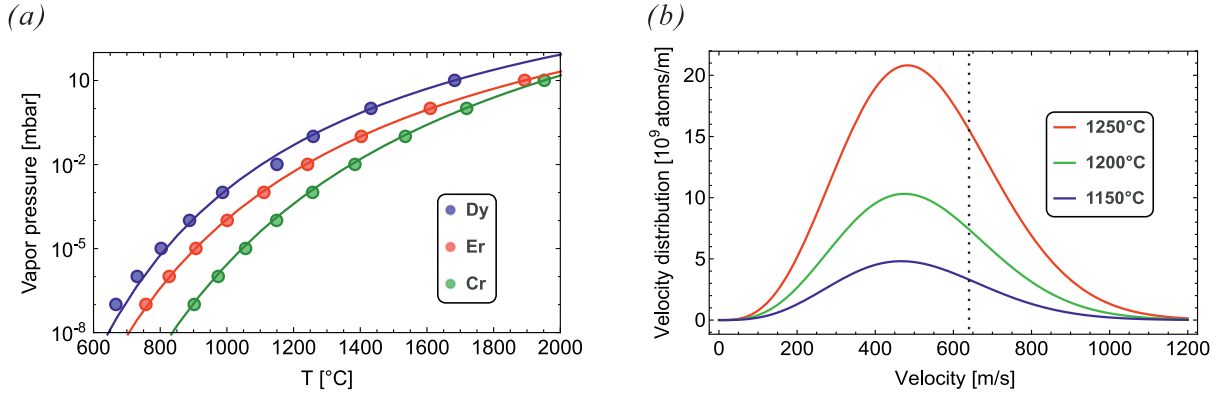 (a)
Vapor pressure [mbar]
10
10-2
10-5
10-8
600 800 1000 1200 1400 1600 1800 2000
T [°C]
Dy
Er
Cr
(b)
Velocity distribution [10⁹ atoms/m]
20
15
10
5
0
0 200 400 600 800 1000 1200
Velocity [m/s]
1250°C
1200°C
1150°C